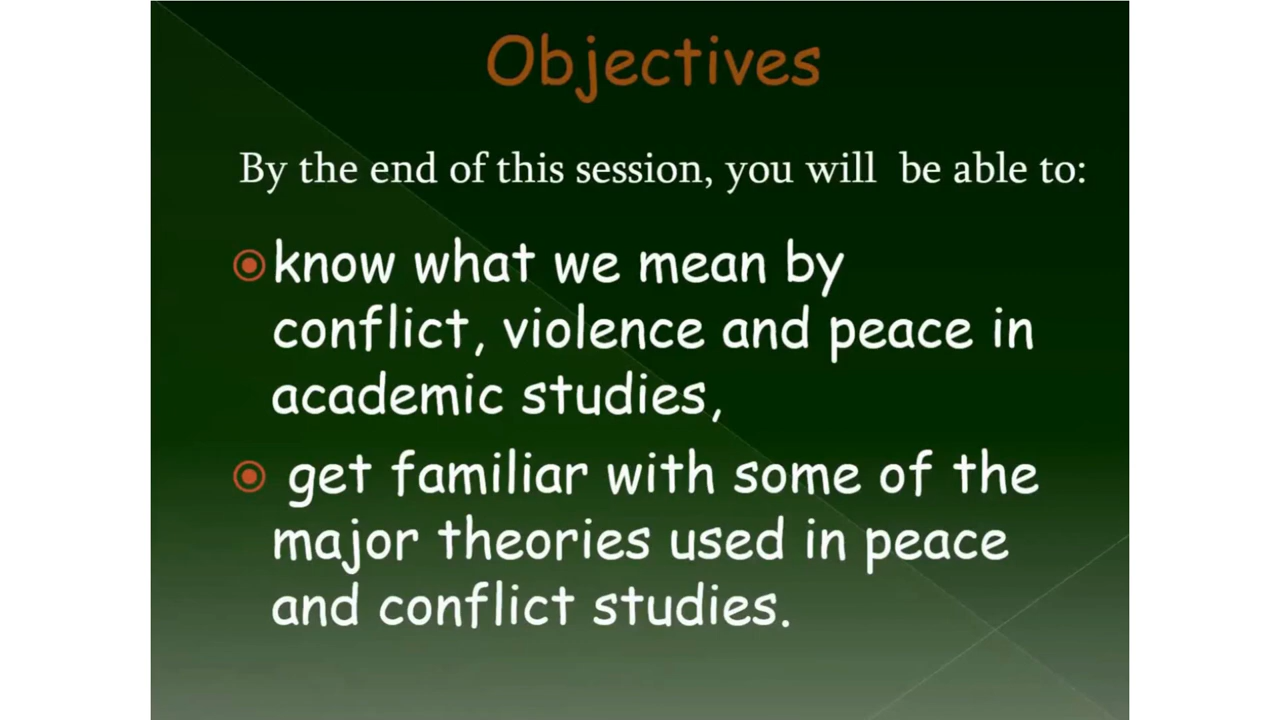 Objectives
By the end of this session, you will be able to:
know what we mean by
conflict, violence and peace in
academic studies,
get familiar with some of the
major theories used in peace
and conflict studies.